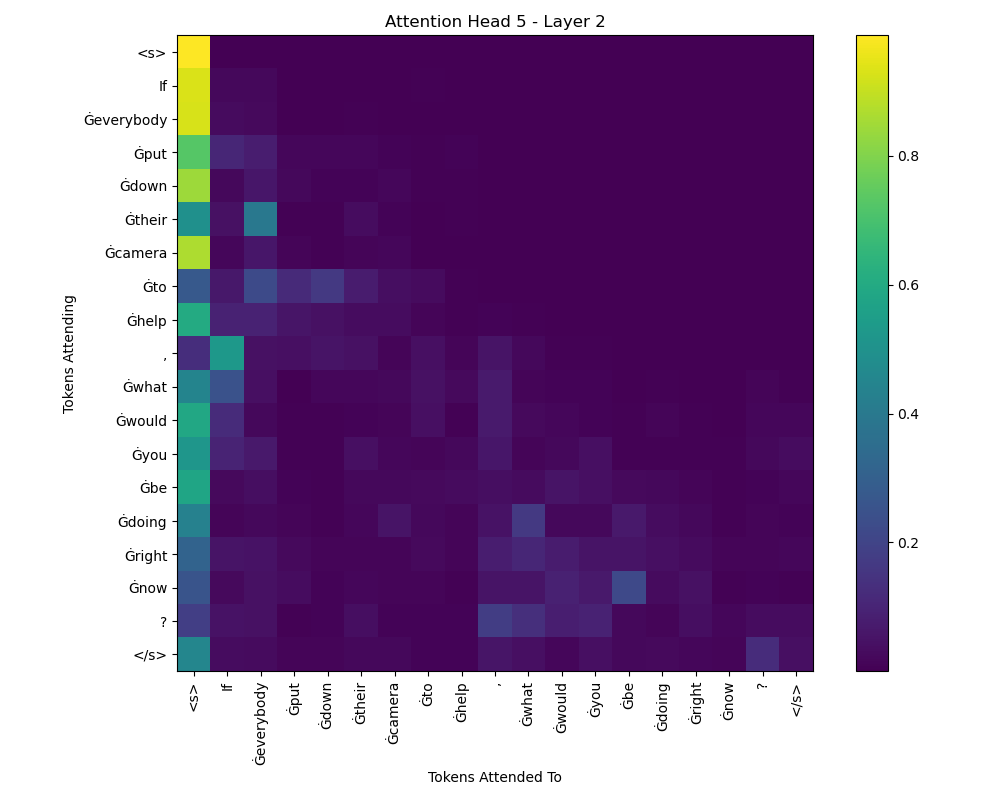 Attention Head 5 - Layer 2
Tokens Attending
<s>
If
Ġeverybody
Ġput
Ġdown
Ġtheir
Ġcamera
Ġto
Ġhelp
,
Ġwhat
Ġwould
Ġyou
Ġbe
Ġdoing
Ġright
Ġnow
?
</s>
<s>
If
Ġeverybody
Ġput
Ġdown
Ġtheir
Ġcamera
Ġto
Ġhelp
,
Ġwhat
Ġwould
Ġyou
Ġbe
Ġdoing
Ġright
Ġnow
?
</s>
Tokens Attended To
0.8
0.6
0.4
0.2